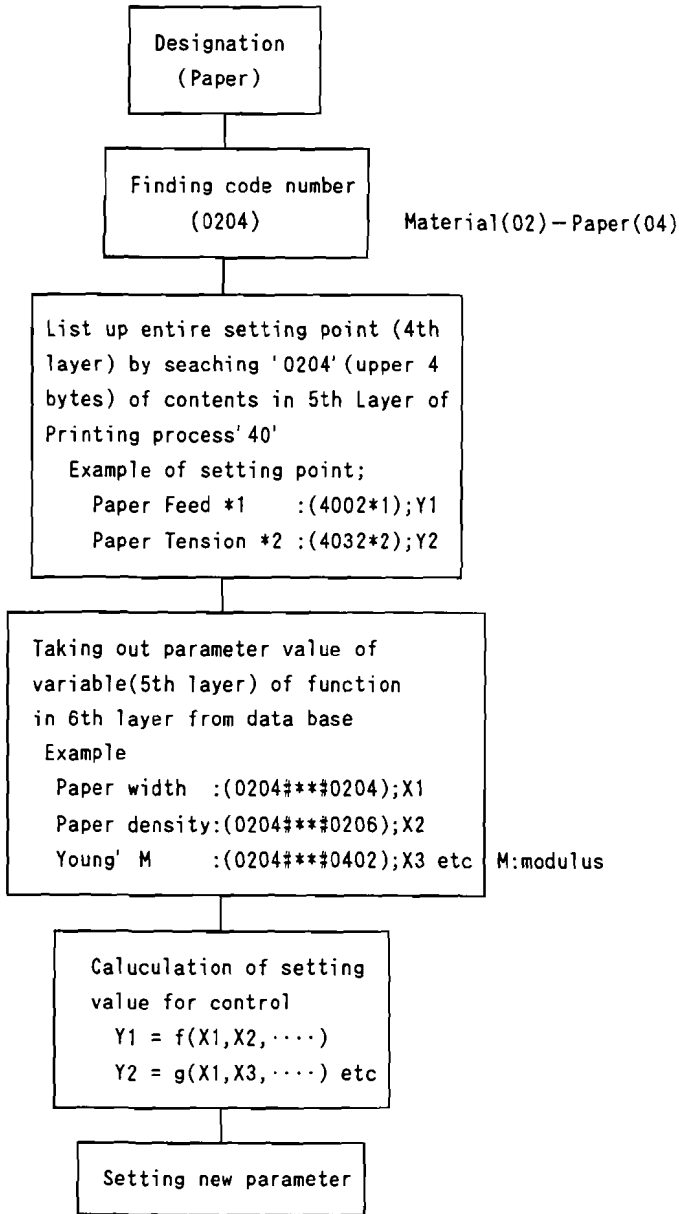 Designation
(Paper)
Finding code number
(0204)
Material(02)—Paper(04)
List up entire setting point (4th
layer) by seaching '0204'(upper 4
bytes) of contents in 5th Layer of
Printing process'40'
Example of setting point;
Paper Feed *1 :(4002*1);Y1
Paper Tension *2 :(4032*2);Y2
Taking out parameter value of
variable(5th layer) of function
in 6th layer from data base
Example
Paper width :(0204#**#0204);X1
Paper density:(0204#**#0206);X2
Young' M :(0204#**#0402);X3 etc M:modulus
Caluculation of setting
value for control
Y1 = f(X1,X2,····)
Y2 = g(X1,X3,····) etc
Setting new parameter